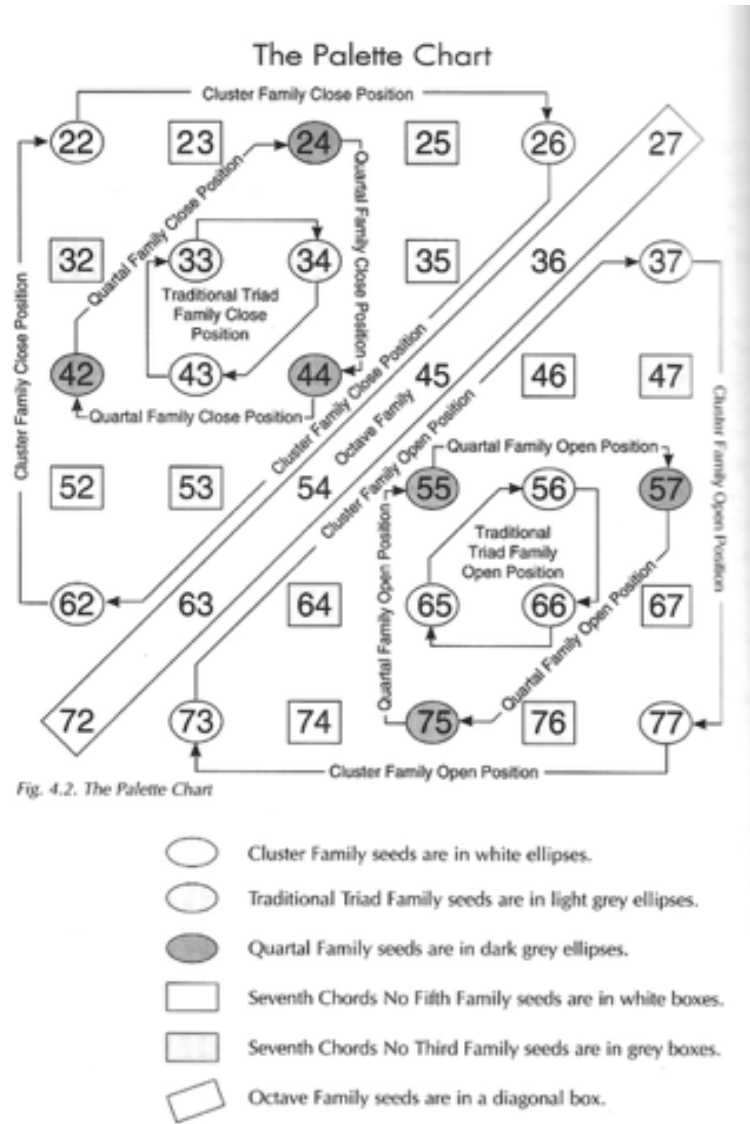 The Palette Chart
Cluster Family Close Position
22 23 24 25 26 27
Quartal Family Close Position
Quartal Family Close Position
32 33 34 35 36 37
Traditional Triad
Family Close
Position
Cluster Family Close Position
42 43 44 45 46 47
Quartal Family Close Position
Cluster Family Close Position
Octave Family
Cluster Family Open Position
Cluster Family Open Position
Quartal Family Open Position
52 53 54 55 56 57
Traditional
Triad Family
Open Position
Quartal Family Open Position
Quartal Family Open Position
62 63 64 65 66 67
72 73 74 75 76 77
Cluster Family Open Position
Fig. 4.2. The Palette Chart
Cluster Family seeds are in white ellipses.
Traditional Triad Family seeds are in light grey ellipses.
Quartal Family seeds are in dark grey ellipses.
Seventh Chords No Fifth Family seeds are in white boxes.
Seventh Chords No Third Family seeds are in grey boxes.
Octave Family seeds are in a diagonal box.